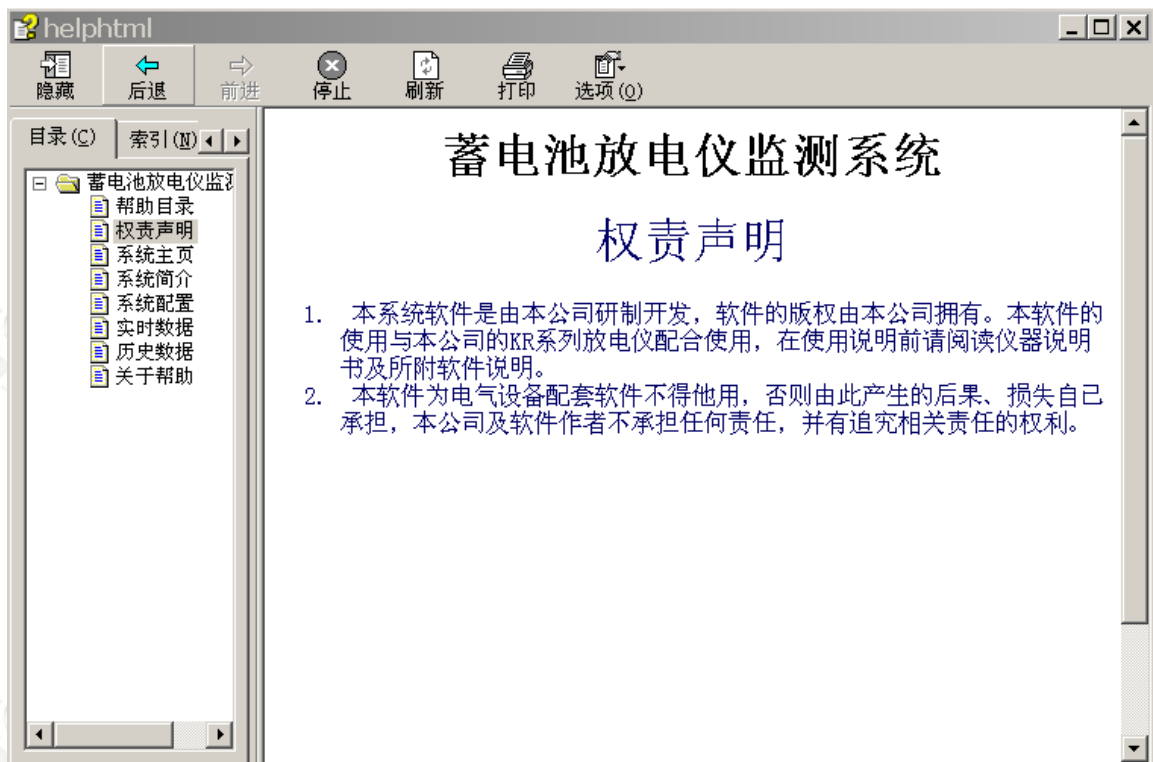 helphtml
隐藏 后退 前进 停止 刷新 打印 选项(O)
目录(C) 索引(N)
蓄电池放电仪监
帮助目录
权责声明
系统主页
系统简介
系统配置
实时数据
历史数据
关于帮助
蓄电池放电仪监测系统
权责声明
1. 本系统软件是由本公司研制开发，软件的版权由本公司拥有。本软件的
使用与本公司的KR系列放电仪配合使用，在使用说明前请阅读仪器说明
书及所附软件说明。
2. 本软件为电气设备配套软件不得他用，否则由此产生的后果、损失自己
承担，本公司及软件作者不承担任何责任，并有追究相关责任的权利。